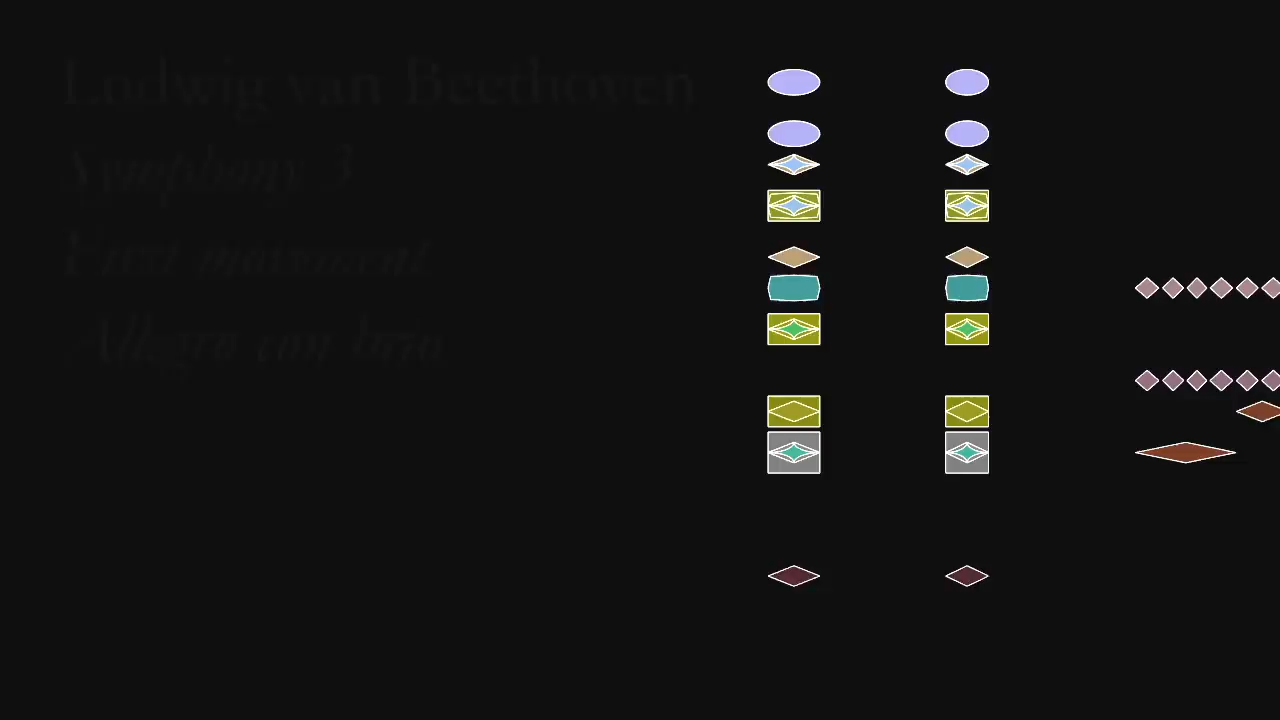 Ludwig van Beethoven
Symphony 3
First movement
Allegro con brio